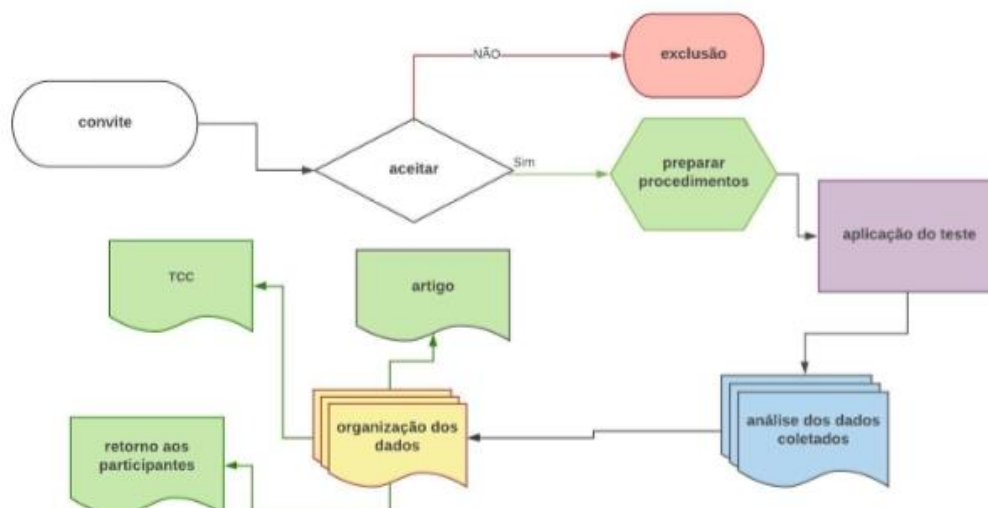 NÃO
exclusão
convite
aceitar
Sim
preparar
procedimentos
aplicação do teste
TCC
artigo
organização dos
dados
análise dos dados
coletados
retorno aos
participantes